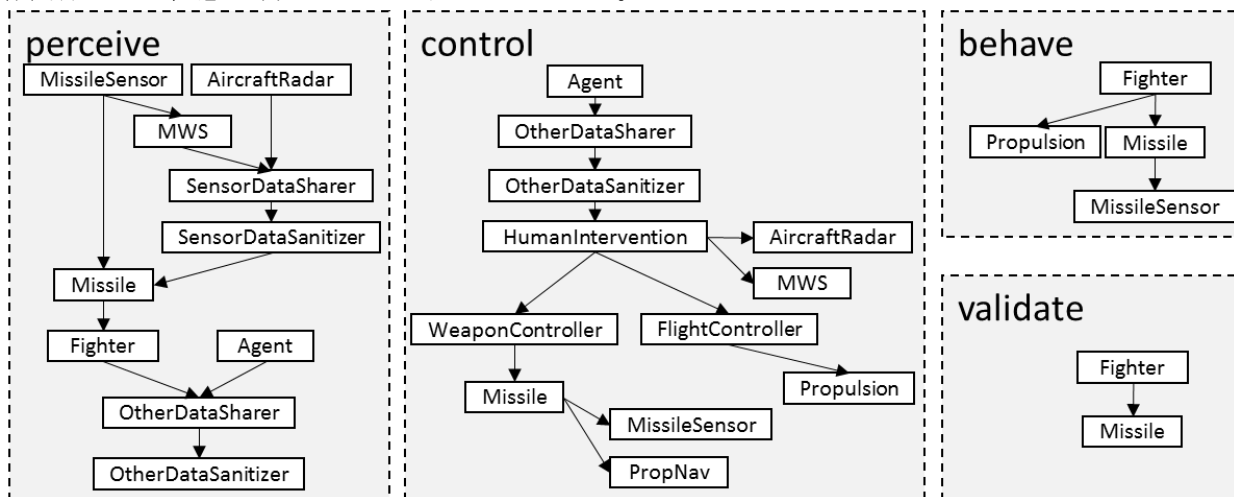 perceive
MissileSensor
AircraftRadar
MWS
SensorDataSharer
SensorDataSanitizer
Missile
Fighter
Agent
OtherDataSharer
OtherDataSanitizer
control
Agent
OtherDataSharer
OtherDataSanitizer
HumanIntervention
AircraftRadar
MWS
WeaponController
FlightController
Propulsion
Missile
MissileSensor
PropNav
behave
Fighter
Propulsion
Missile
MissileSensor
validate
Fighter
Missile